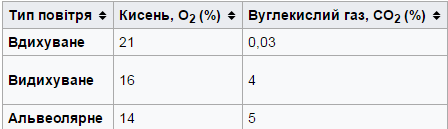 Тип повітря Кисень, O2 (%) Вуглекислий газ, CO2 (%)
Вдихуване 21 0,03
Видихуване 16 4
Альвеолярне 14 5